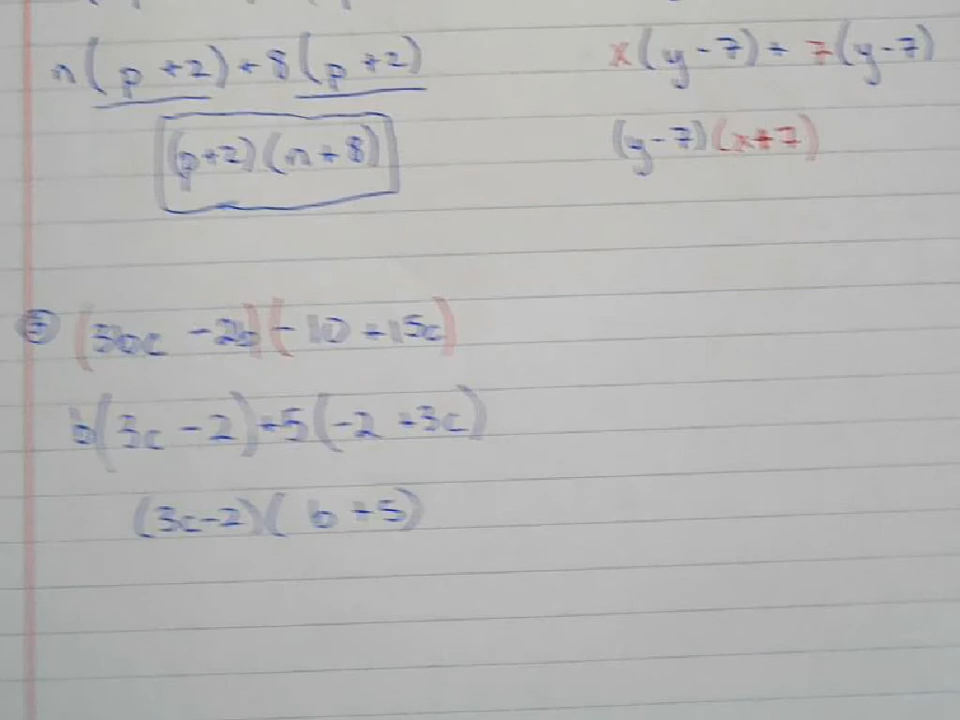 n(p+2)+8(p+2)
(p+2)(n+8)
x(y-7)+7(y-7)
(y-7)(x+7)
(3bc -2b)(-10 +15c)
b(3c -2)+5(-2 +3c)
(3c-2)( b +5)